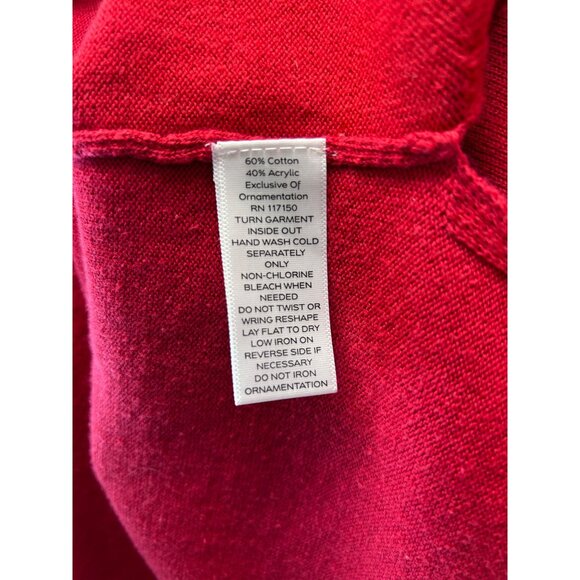 60% Cotton
40% Acrylic
Exclusive Of
Ornamentation
RN 117150
TURN GARMENT
INSIDE OUT
HAND WASH COLD
SEPARATELY
ONLY
NON-CHLORINE
BLEACH WHEN
NEEDED
DO NOT TWIST OR
WRING RESHAPE
LAY FLAT TO DRY
LOW IRON ON
REVERSE SIDE IF
NECESSARY
DO NOT IRON
ORNAMENTATION